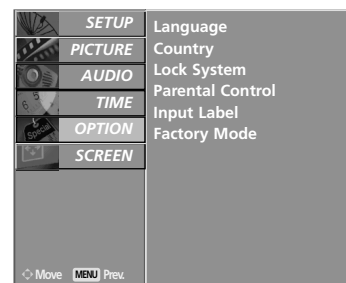 SETUP
PICTURE
AUDIO
TIME
OPTION
SCREEN
Language
Country
Lock System
Parental Control
Input Label
Factory Mode
Special
Move MENU Prev.